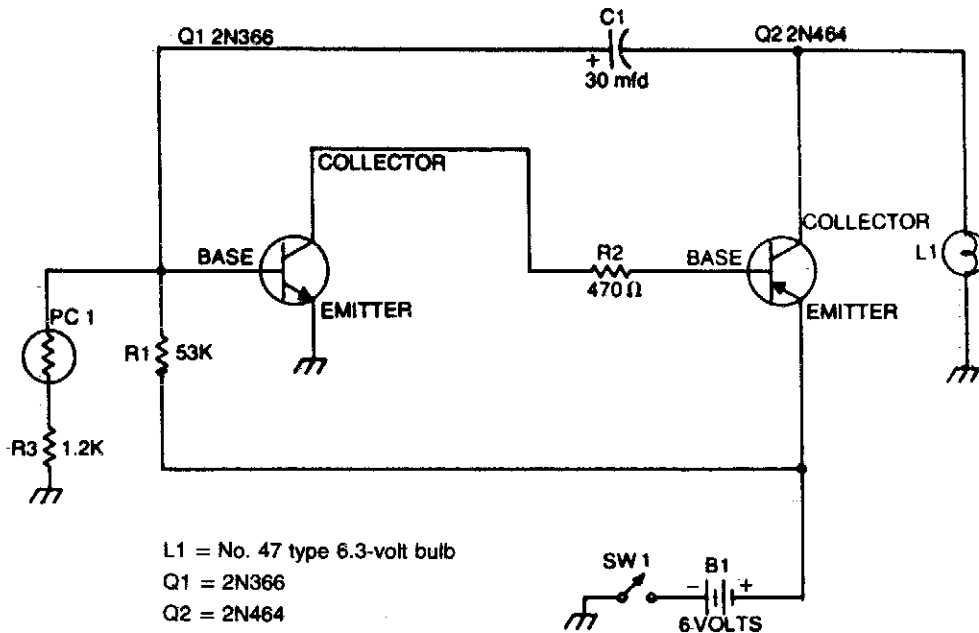 C1
Q1 2N366
Q2 2N464
+
30 mfd
COLLECTOR
COLLECTOR
BASE
R2
BASE
L1
470 Ω
EMITTER
EMITTER
PC 1
R1 53K
R3 1.2K
L1 = No. 47 type 6.3-volt bulb
Q1 = 2N366
Q2 = 2N464
SW 1
B1
− +
6-VOLTS